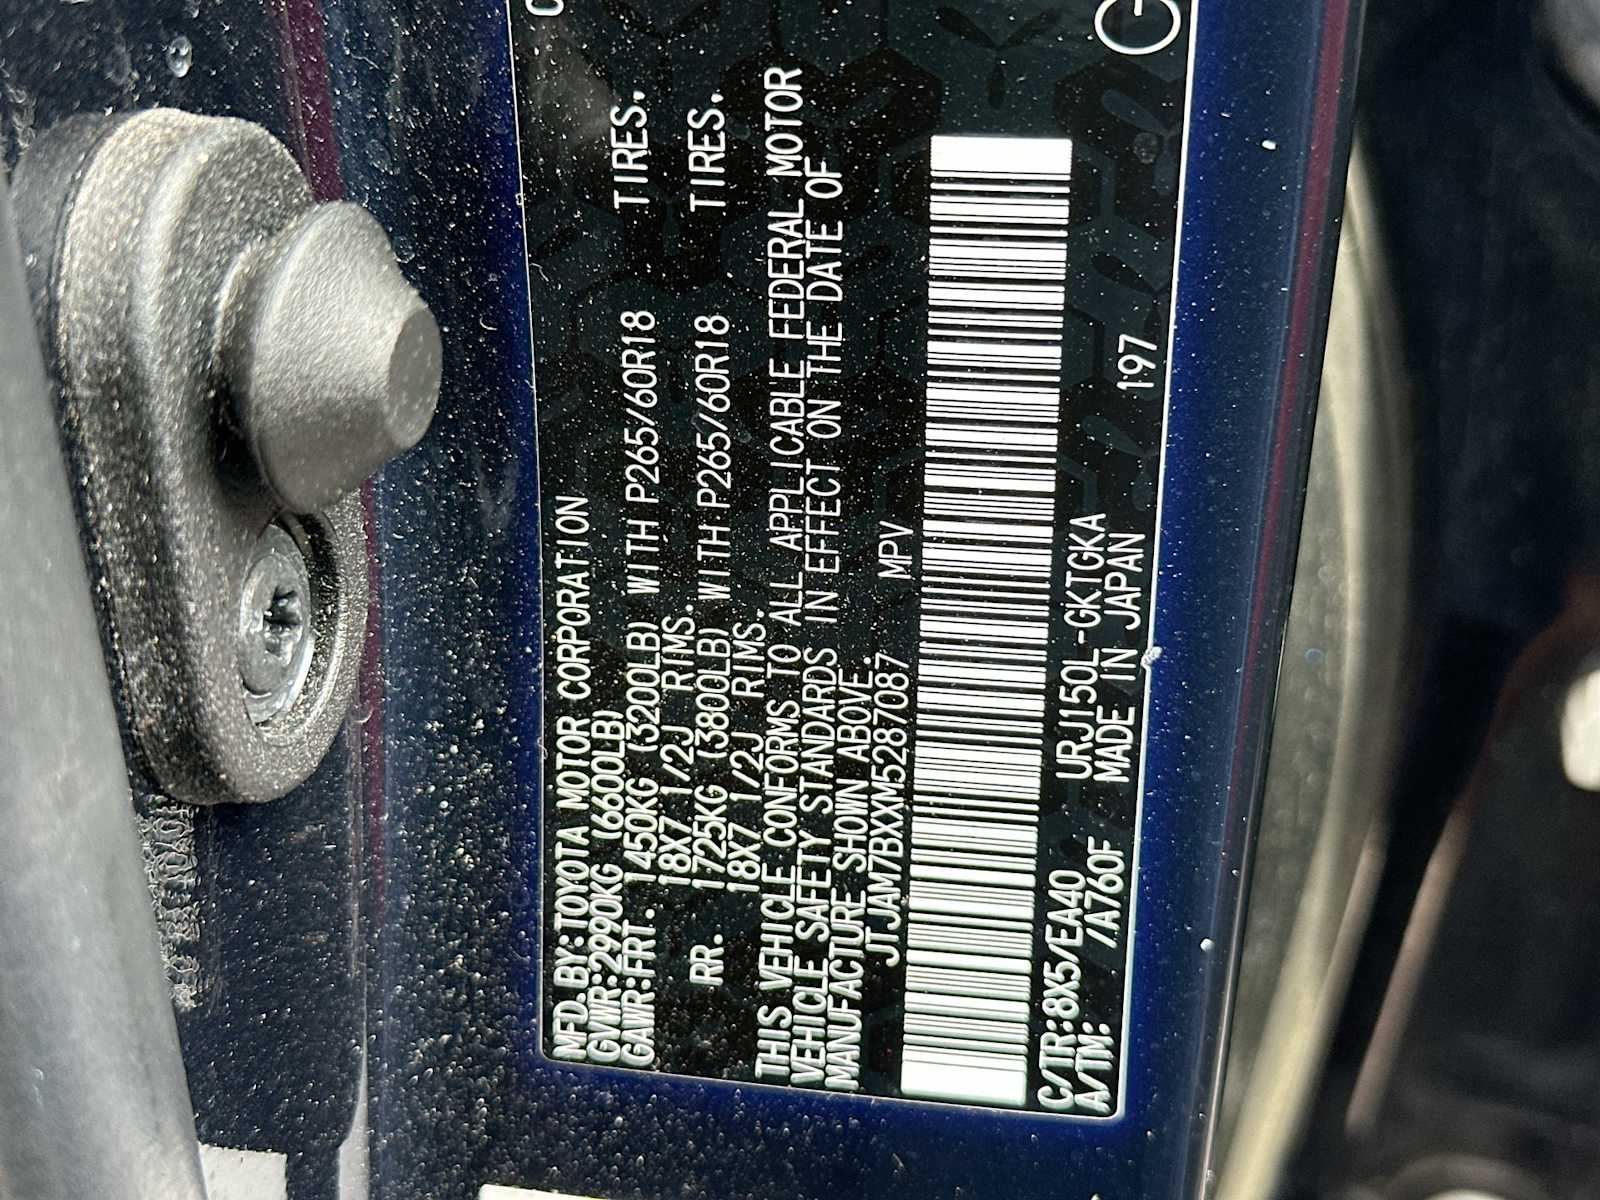 MFD.BY:TOYOTA MOTOR CORPORATION
GVWR:2990KG (6600LB)
GAWR:FRT. 1450KG (3200LB) WITH P265/60R18 TIRES.
18X7 1/2J RIMS.
RR. 1725KG (3800LB) WITH P265/60R18 TIRES.
18X7 1/2J RIMS.
THIS VEHICLE CONFORMS TO ALL APPLICABLE FEDERAL MOTOR
VEHICLE SAFETY STANDARDS IN EFFECT ON THE DATE OF
MANUFACTURE SHOWN ABOVE.
JTJAM7BXXM5287087 MPV
C/TR:8X5/EA40 URJ150L-GKTGKA 197
A/TM: /A760F MADE IN JAPAN